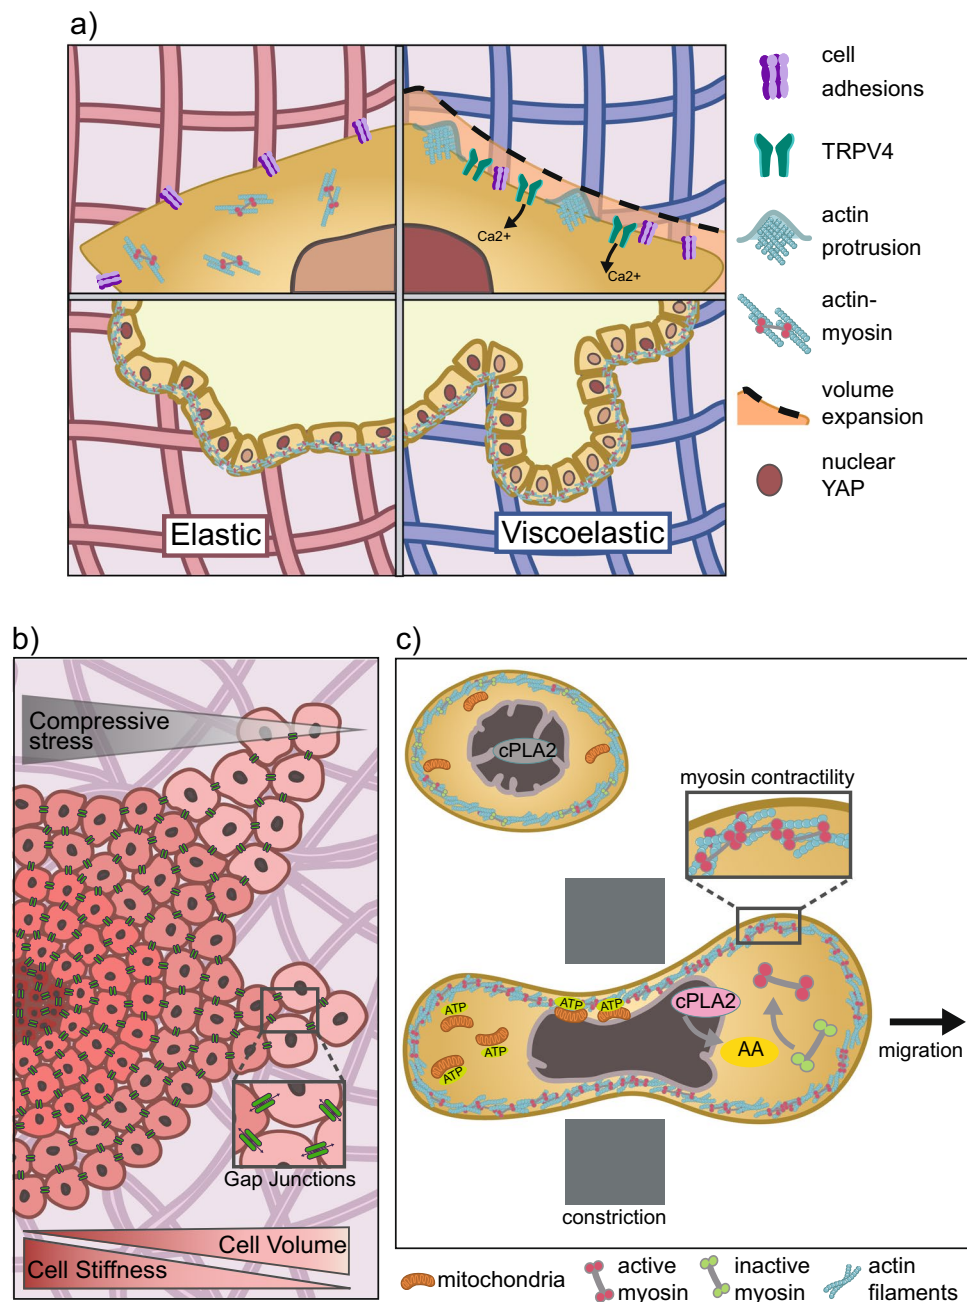 a)
cell
adhesions
TRPV4
actin
protrusion
actin-
myosin
volume
expansion
nuclear
YAP
Ca2+
Ca2+
Elastic
Viscoelastic
b)
Compressive
stress
Gap Junctions
Cell Volume
Cell Stiffness
c)
cPLA2
myosin contractility
ATP
ATP
ATP
ATP
ATP
cPLA2
AA
migration
constriction
mitochondria
active
myosin
inactive
myosin
actin
filaments